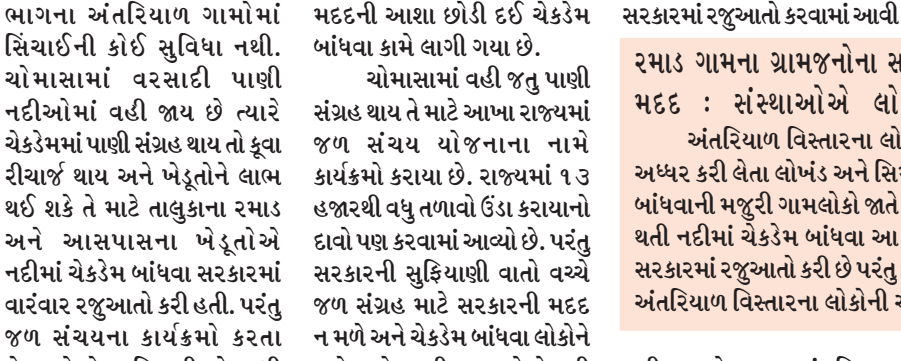 ભાગના અંતરિયાળ ગામોમાં
સિંચાઈની કોઈ સુવિધા નથી.
ચોમાસામાં વરસાદી પાણી
નદીઓમાં વહી જાય છે ત્યારે
ચેકડેમમાં પાણી સંગ્રહ થાય તો કૂવા
રીચાર્જ થાય અને ખેડૂતોને લાભ
થઈ શકે તે માટે તાલુકાના રમાડ
અને આસપાસના ખેડૂતોએ
નદીમાં ચેકડેમ બાંધવા સરકારમાં
વારંવાર રજુઆતો કરી હતી. પરંતુ
જળ સંચયના કાર્યક્રમો કરતા
મદદની આશા છોડી દઈ ચેકડેમ
બાંધવા કામે લાગી ગયા છે.
ચોમાસામાં વહી જતુ પાણી
સંગ્રહ થાય તે માટે આખા રાજ્યમાં
જળ સંચય યોજનાના નામે
કાર્યક્રમો કરાયા છે. રાજ્યમાં ૧૩
હજારથી વધુ તળાવો ઉંડા કરાયાનો
દાવો પણ કરવામાં આવ્યો છે. પરંતુ
સરકારની સુફિયાણી વાતો વચ્ચે
જળ સંગ્રહ માટે સરકારની મદદ
ન મળે અને ચેકડેમ બાંધવા લોકોને
સરકારમાં રજુઆતો કરવામાં આવી
રમાડ ગામના ગ્રામજનોના સ
મદદ : સંસ્થાઓએ લો
અંતરિયાળ વિસ્તારના લો
અધ્ધર કરી લેતા લોખંડ અને સિ
બાંધવાની મજુરી ગામલોકો જાતે
થતી નદીમાં ચેકડેમ બાંધવા આ
સરકારમાં રજુઆતો કરી છે પરંતુ
અંતરિયાળ વિસ્તારના લોકોની